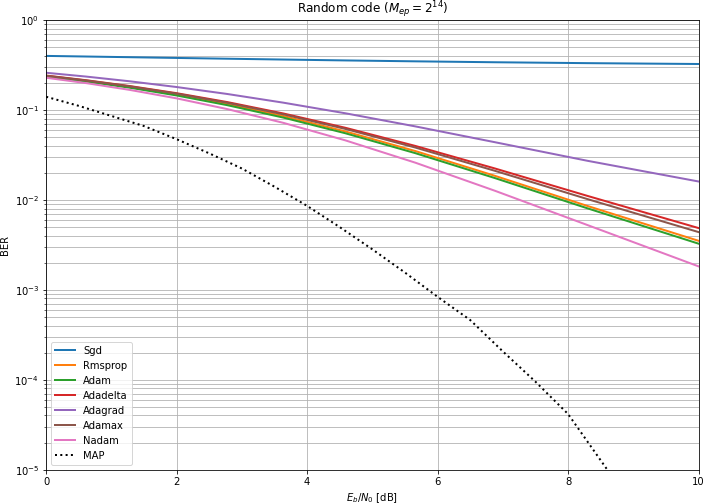 Random code (M_ep = 2^14)
10^0
10^-1
10^-2
10^-3
10^-4
10^-5
BER
Sgd
Rmsprop
Adam
Adadelta
Adagrad
Adamax
Nadam
MAP
0 2 4 6 8 10
E_b/N_0 [dB]